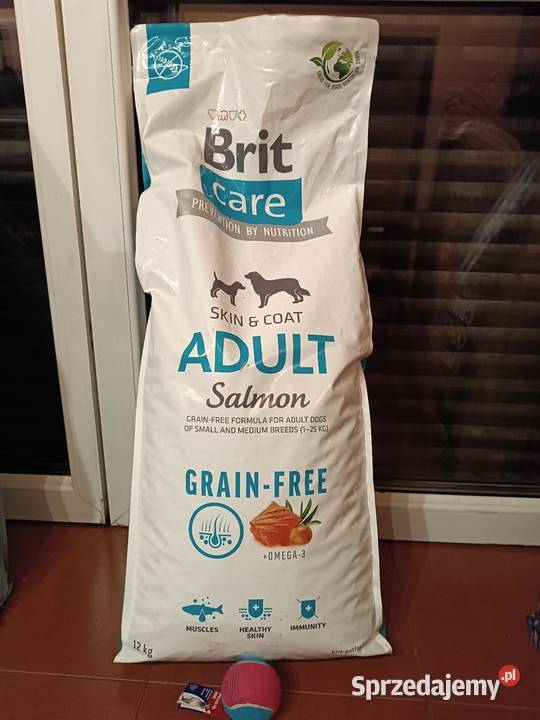 Brit
care
PREVENTION BY NUTRITION
SKIN & COAT
ADULT
Salmon
GRAIN-FREE FORMULA FOR ADULT DOGS
OF SMALL AND MEDIUM BREEDS (1–25 KG)
GRAIN-FREE
+OMEGA-3
MUSCLES
HEALTHY
SKIN
IMMUNITY
12 kg
Sprzedajemy.pl